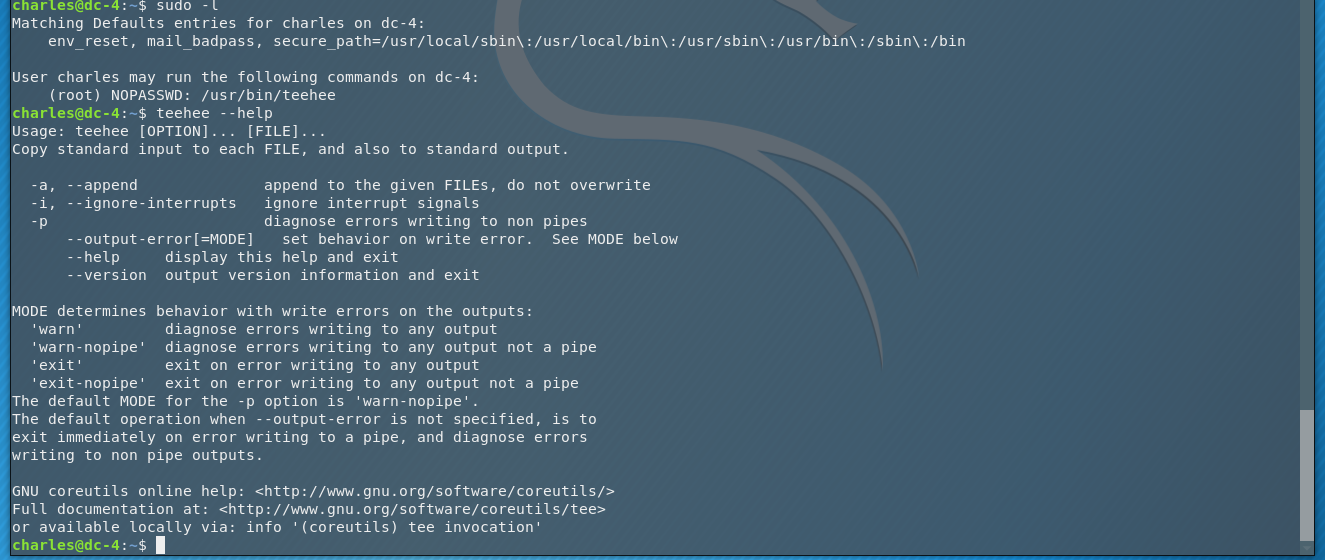 charles@dc-4:~$ sudo -l
Matching Defaults entries for charles on dc-4:
    env_reset, mail_badpass, secure_path=/usr/local/sbin\:/usr/local/bin\:/usr/sbin\:/usr/bin\:/sbin\:/bin

User charles may run the following commands on dc-4:
    (root) NOPASSWD: /usr/bin/teehee
charles@dc-4:~$ teehee --help
Usage: teehee [OPTION]... [FILE]...
Copy standard input to each FILE, and also to standard output.

  -a, --append              append to the given FILEs, do not overwrite
  -i, --ignore-interrupts   ignore interrupt signals
  -p                        diagnose errors writing to non pipes
      --output-error[=MODE]   set behavior on write error.  See MODE below
      --help     display this help and exit
      --version  output version information and exit

MODE determines behavior with write errors on the outputs:
  'warn'         diagnose errors writing to any output
  'warn-nopipe'  diagnose errors writing to any output not a pipe
  'exit'         exit on error writing to any output
  'exit-nopipe'  exit on error writing to any output not a pipe
The default MODE for the -p option is 'warn-nopipe'.
The default operation when --output-error is not specified, is to
exit immediately on error writing to a pipe, and diagnose errors
writing to non pipe outputs.

GNU coreutils online help: <http://www.gnu.org/software/coreutils/>
Full documentation at: <http://www.gnu.org/software/coreutils/tee>
or available locally via: info '(coreutils) tee invocation'
charles@dc-4:~$